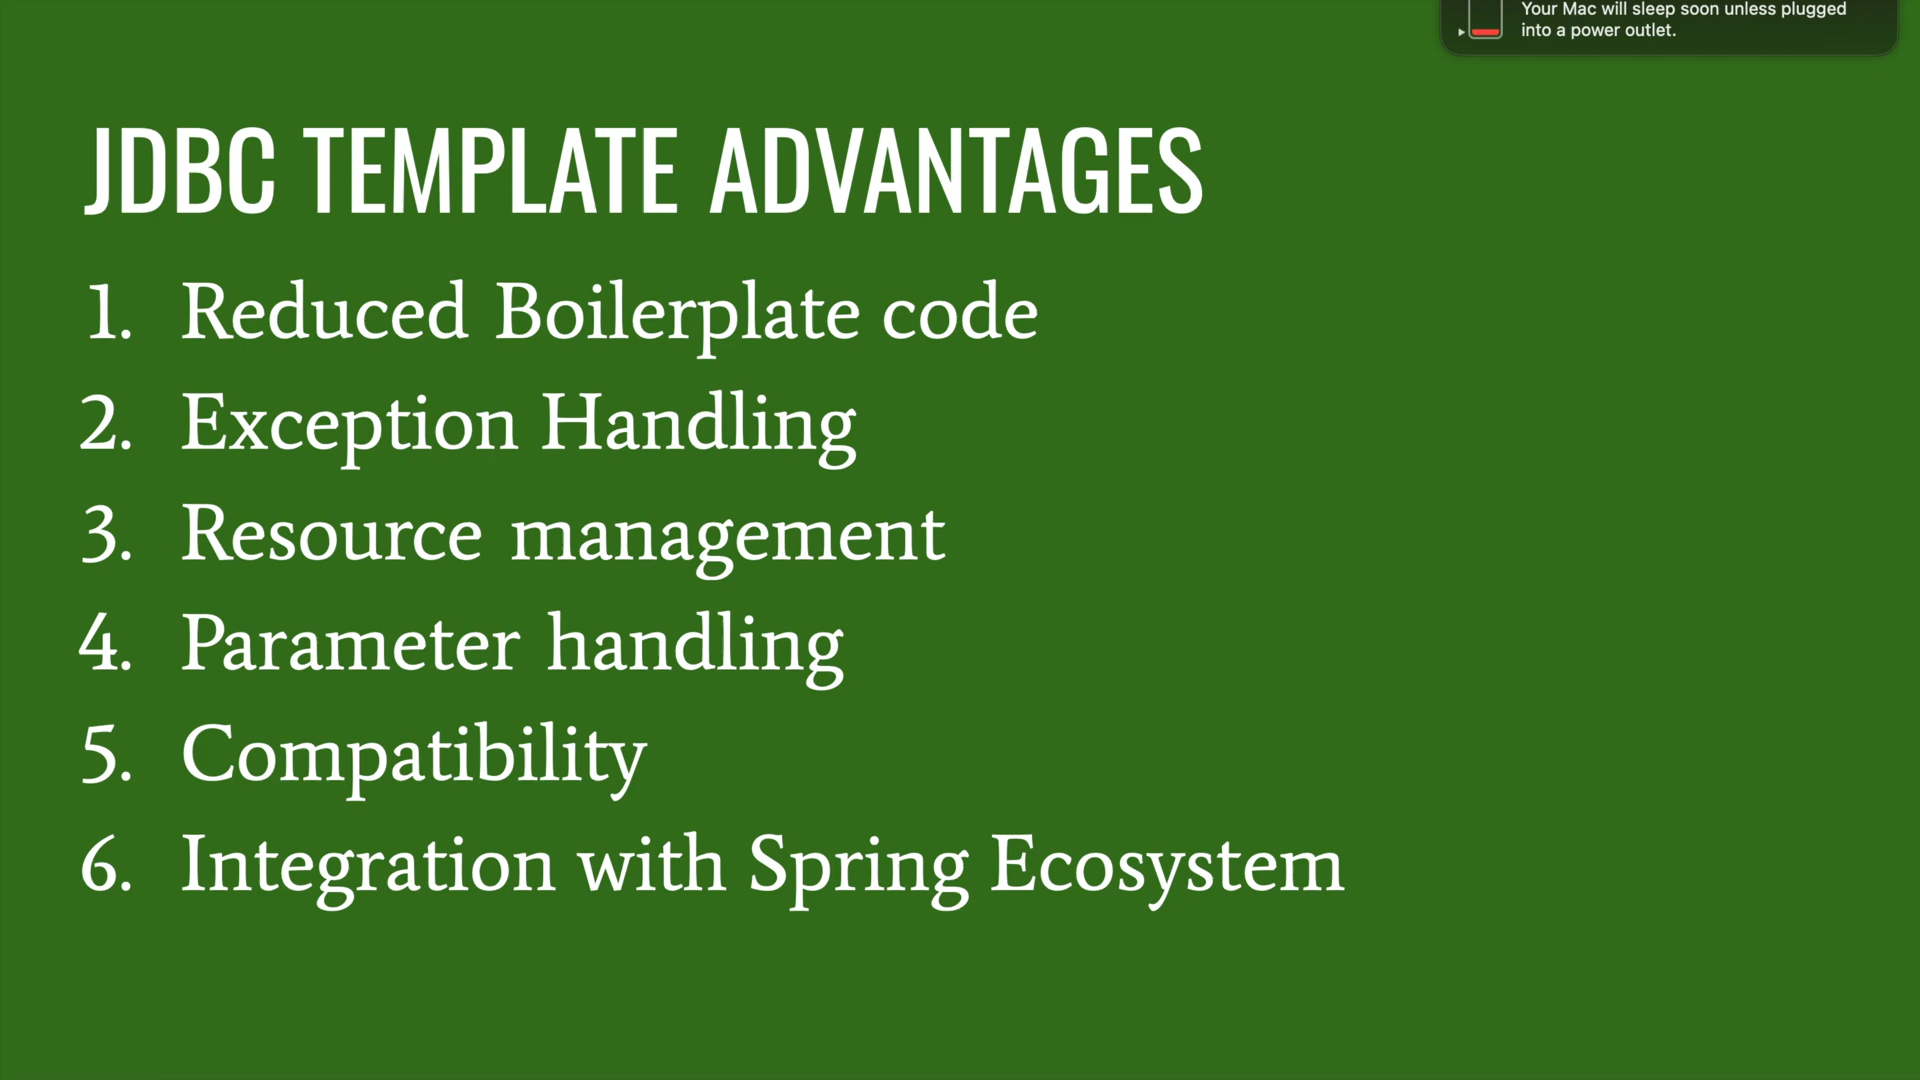 Your Mac will sleep soon unless plugged
into a power outlet.
JDBC TEMPLATE ADVANTAGES
1. Reduced Boilerplate code
2. Exception Handling
3. Resource management
4. Parameter handling
5. Compatibility
6. Integration with Spring Ecosystem